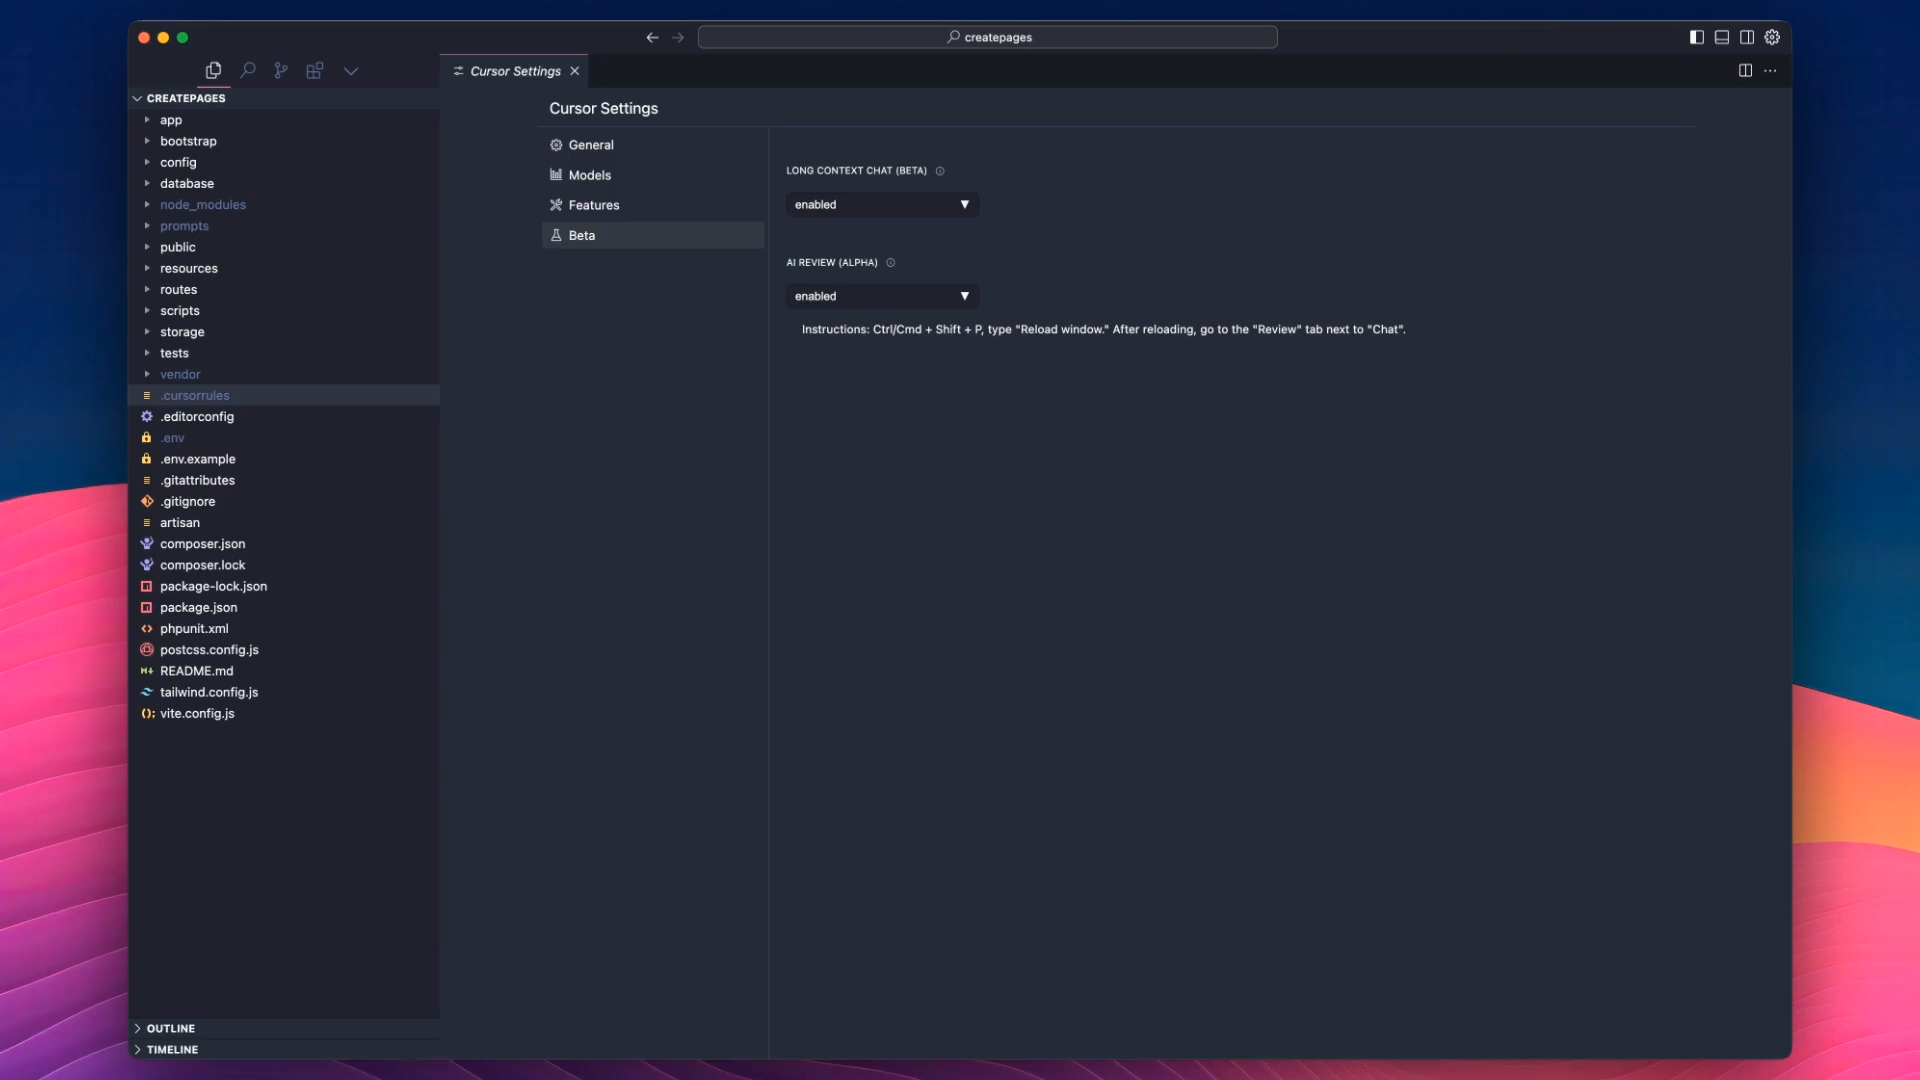 createpages
Cursor Settings
CREATEPAGES
app
bootstrap
config
database
node_modules
prompts
public
resources
routes
scripts
storage
tests
vendor
.cursorrules
.editorconfig
.env
.env.example
.gitattributes
.gitignore
artisan
composer.json
composer.lock
package-lock.json
package.json
phpunit.xml
postcss.config.js
README.md
tailwind.config.js
vite.config.js
OUTLINE
TIMELINE
Cursor Settings
General
Models
Features
Beta
LONG CONTEXT CHAT (BETA)
enabled
AI REVIEW (ALPHA)
enabled
Instructions: Ctrl/Cmd + Shift + P, type "Reload window." After reloading, go to the "Review" tab next to "Chat".